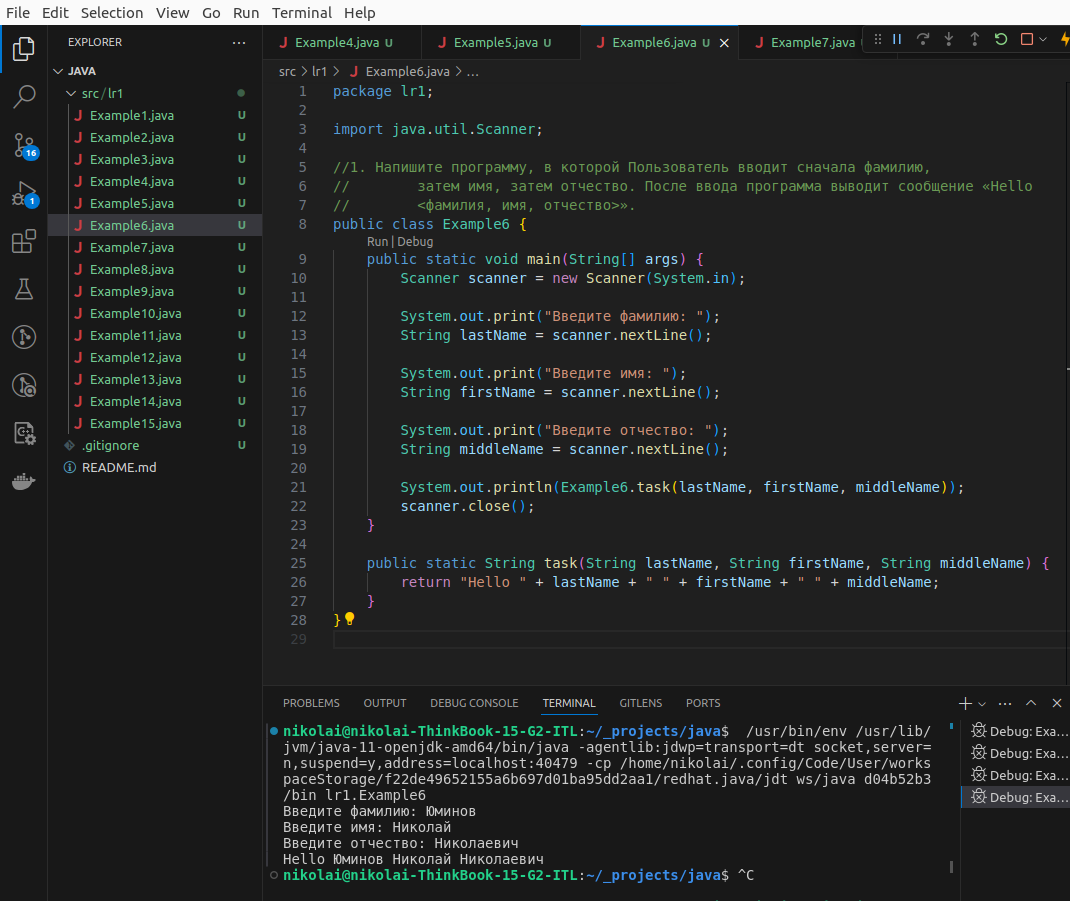 File Edit Selection View Go Run Terminal Help
EXPLORER ...
Example4.java U Example5.java U Example6.java U × Example7.java U
JAVA
src/lr1
Example1.java U
Example2.java U
Example3.java U
Example4.java U
Example5.java U
Example6.java U
Example7.java U
Example8.java U
Example9.java U
Example10.java U
Example11.java U
Example12.java U
Example13.java U
Example14.java U
Example15.java U
.gitignore U
README.md
16
1
src > lr1 > J Example6.java > ...
1 package lr1;
2
3 import java.util.Scanner;
4
5 //1. Напишите программу, в которой Пользователь вводит сначала фамилию,
6 // затем имя, затем отчество. После ввода программа выводит сообщение «Hello
7 // <фамилия, имя, отчество>».
8 public class Example6 {
Run | Debug
9 public static void main(String[] args) {
10 Scanner scanner = new Scanner(System.in);
11
12 System.out.print("Введите фамилию: ");
13 String lastName = scanner.nextLine();
14
15 System.out.print("Введите имя: ");
16 String firstName = scanner.nextLine();
17
18 System.out.print("Введите отчество: ");
19 String middleName = scanner.nextLine();
20
21 System.out.println(Example6.task(lastName, firstName, middleName));
22 scanner.close();
23 }
24
25 public static String task(String lastName, String firstName, String middleName) {
26 return "Hello " + lastName + " " + firstName + " " + middleName;
27 }
28 }
29
PROBLEMS OUTPUT DEBUG CONSOLE TERMINAL GITLENS PORTS
nikolai@nikolai-ThinkBook-15-G2-ITL:~/_projects/java$ /usr/bin/env /usr/lib/
jvm/java-11-openjdk-amd64/bin/java -agentlib:jdwp=transport=dt socket,server=
n,suspend=y,address=localhost:40479 -cp /home/nikolai/.config/Code/User/works
paceStorage/f22de49652155a6b697d01ba95dd2aa1/redhat.java/jdt ws/java d04b52b3
/bin lr1.Example6
Введите фамилию: Юминов
Введите имя: Николай
Введите отчество: Николаевич
Hello Юминов Николай Николаевич
nikolai@nikolai-ThinkBook-15-G2-ITL:~/_projects/java$ ^C
Debug: Exa...
Debug: Exa...
Debug: Exa...
Debug: Exa...